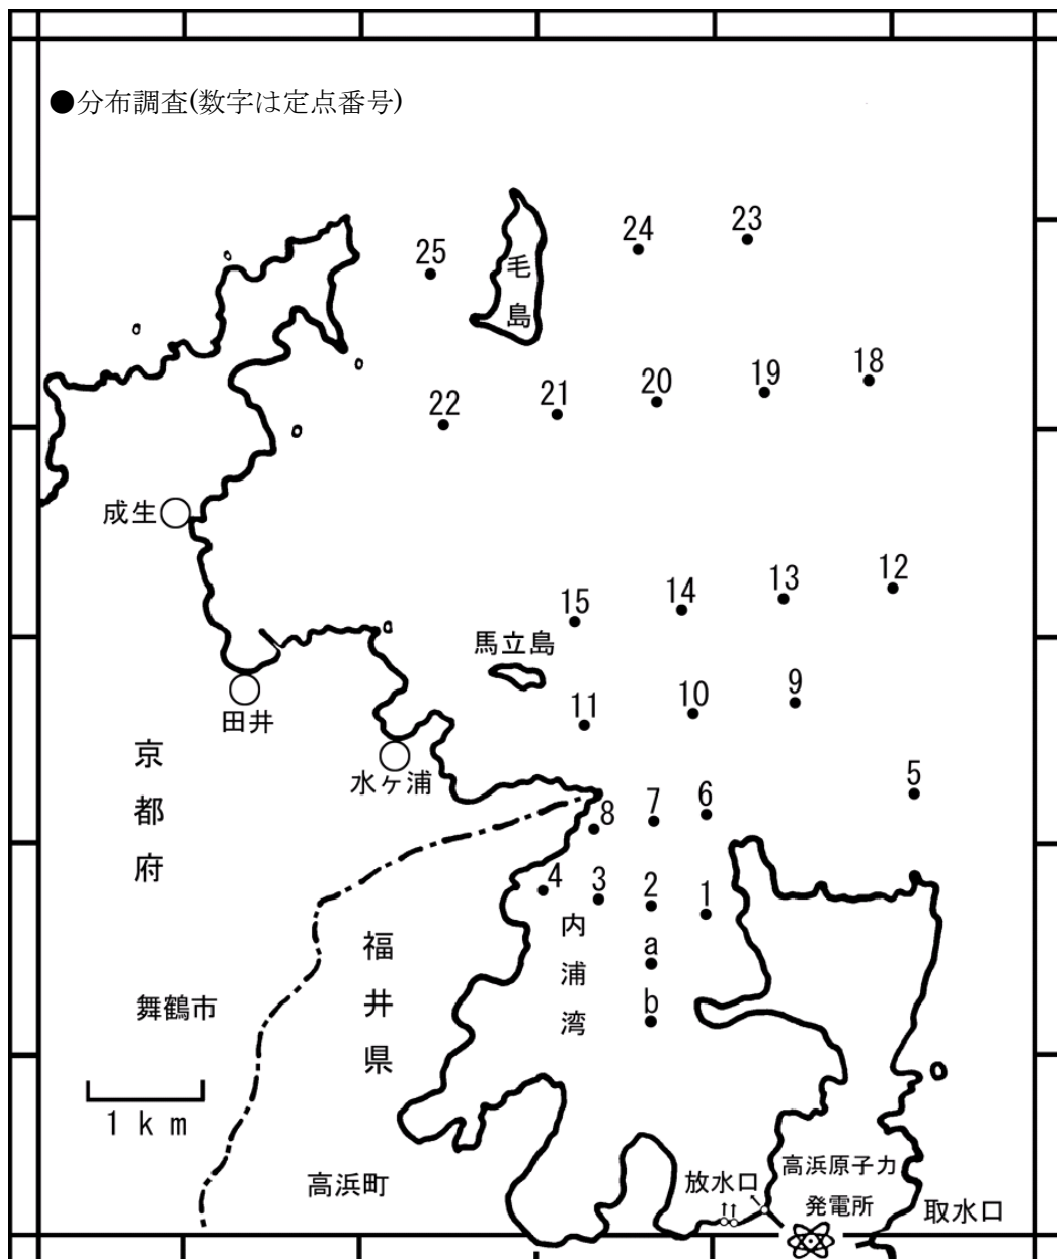 ●分布調査(数字は定点番号)
23
24
25
毛島
18
19
20
21
22
成生
12
13
14
15
馬立島
9
10
11
田井
水ヶ浦
京都府
5
6
7
8
4
3
2
1
内浦湾
a
b
福井県
舞鶴市
1km
高浜町
放水口
高浜原子力
発電所
取水口